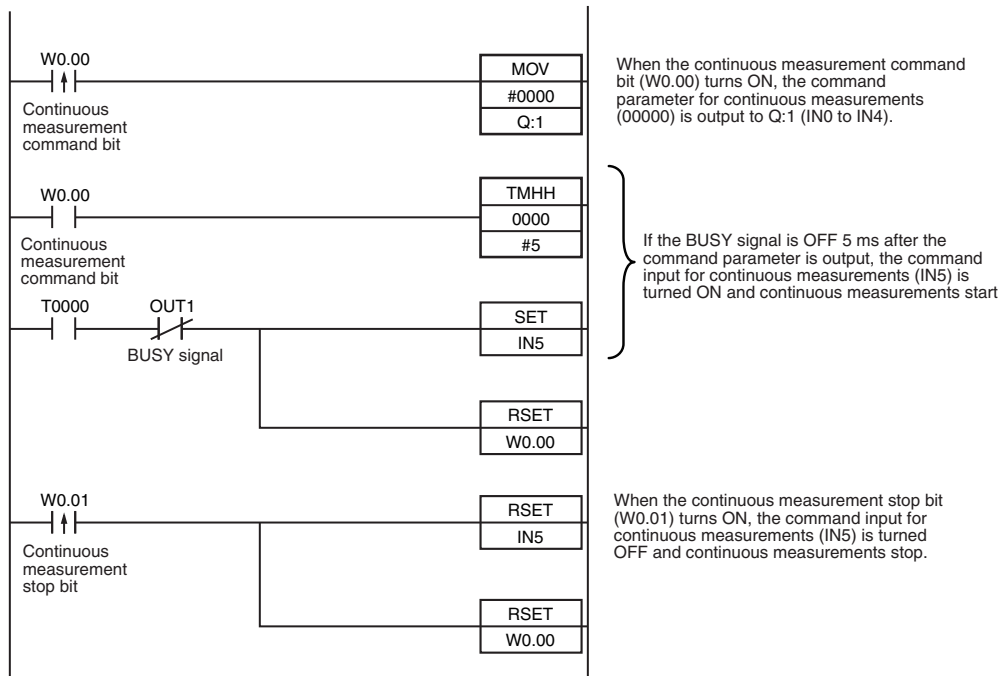 W0.00
Continuous
measurement
command bit
MOV
#0000
Q:1
When the continuous measurement command
bit (W0.00) turns ON, the command
parameter for continuous measurements
(00000) is output to Q:1 (IN0 to IN4).
W0.00
Continuous
measurement
command bit
TMHH
0000
#5
If the BUSY signal is OFF 5 ms after the
command parameter is output, the command
input for continuous measurements (IN5) is
turned ON and continuous measurements start
T0000
OUT1
BUSY signal
SET
IN5
RSET
W0.00
W0.01
Continuous
measurement
stop bit
RSET
IN5
When the continuous measurement stop bit
(W0.01) turns ON, the command input for
continuous measurements (IN5) is turned
OFF and continuous measurements stop.
RSET
W0.00